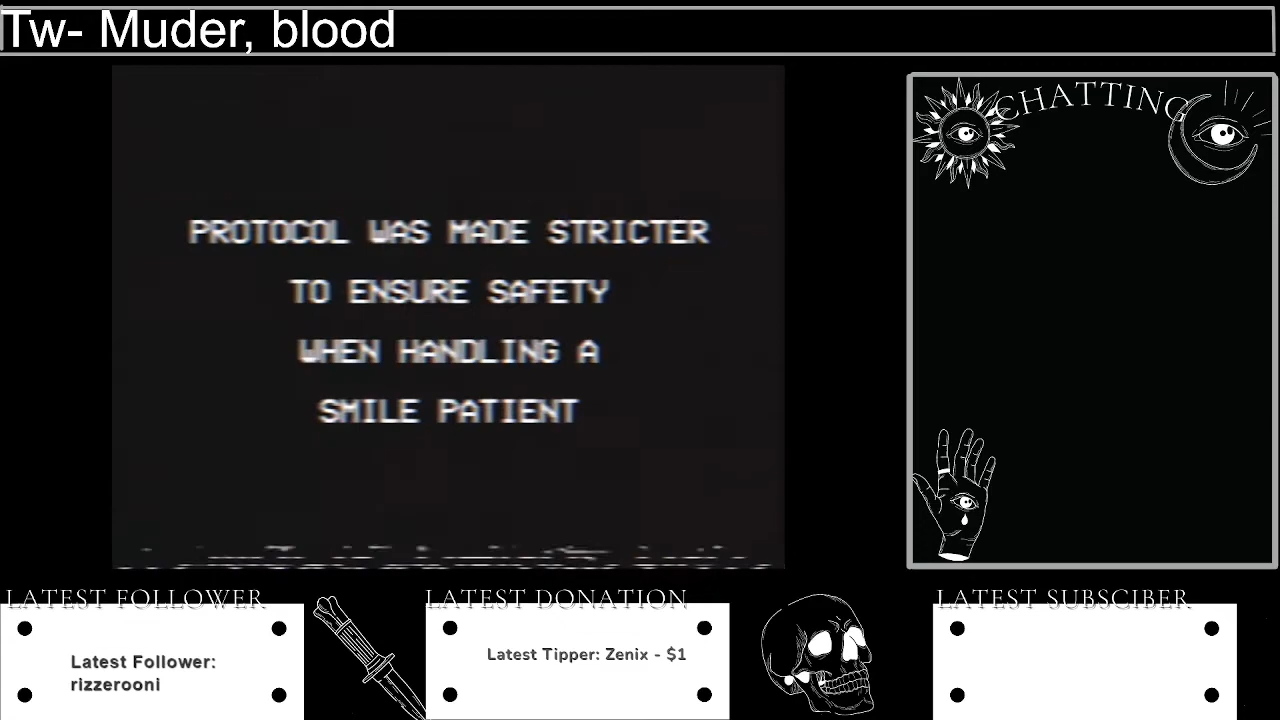 Tw- Muder, blood
CHATTING
PROTOCOL WAS MADE STRICTER
TO ENSURE SAFETY
WHEN HANDLING A
SMILE PATIENT
LATEST FOLLOWER
Latest Follower:
rizzerooni
LATEST DONATION
Latest Tipper: Zenix - $1
LATEST SUBSCIBER